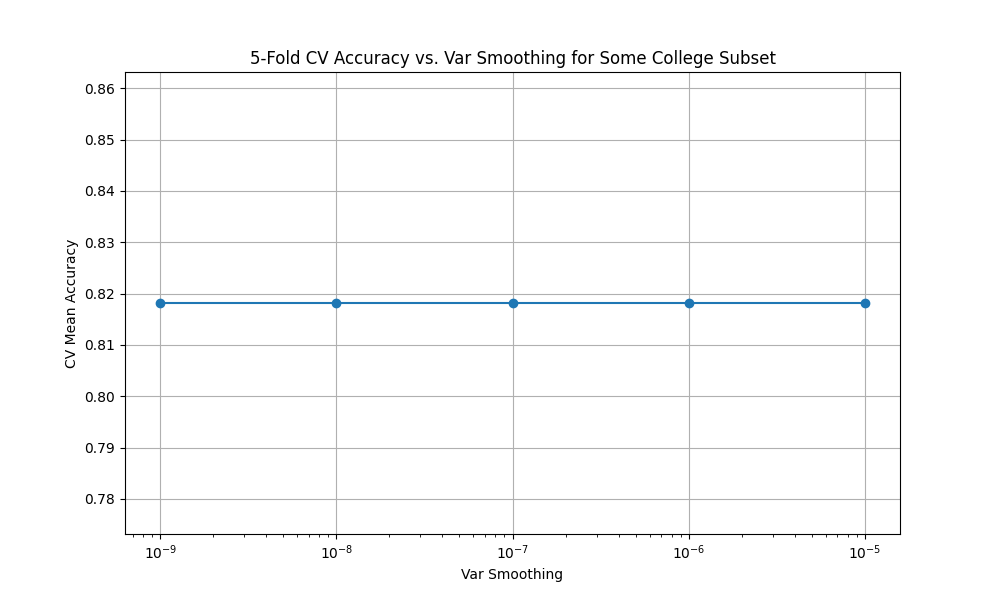 5-Fold CV Accuracy vs. Var Smoothing for Some College Subset
0.86
0.85
0.84
0.83
0.82
0.81
0.80
0.79
0.78
CV Mean Accuracy
10⁻⁹ 10⁻⁸ 10⁻⁷ 10⁻⁶ 10⁻⁵
Var Smoothing